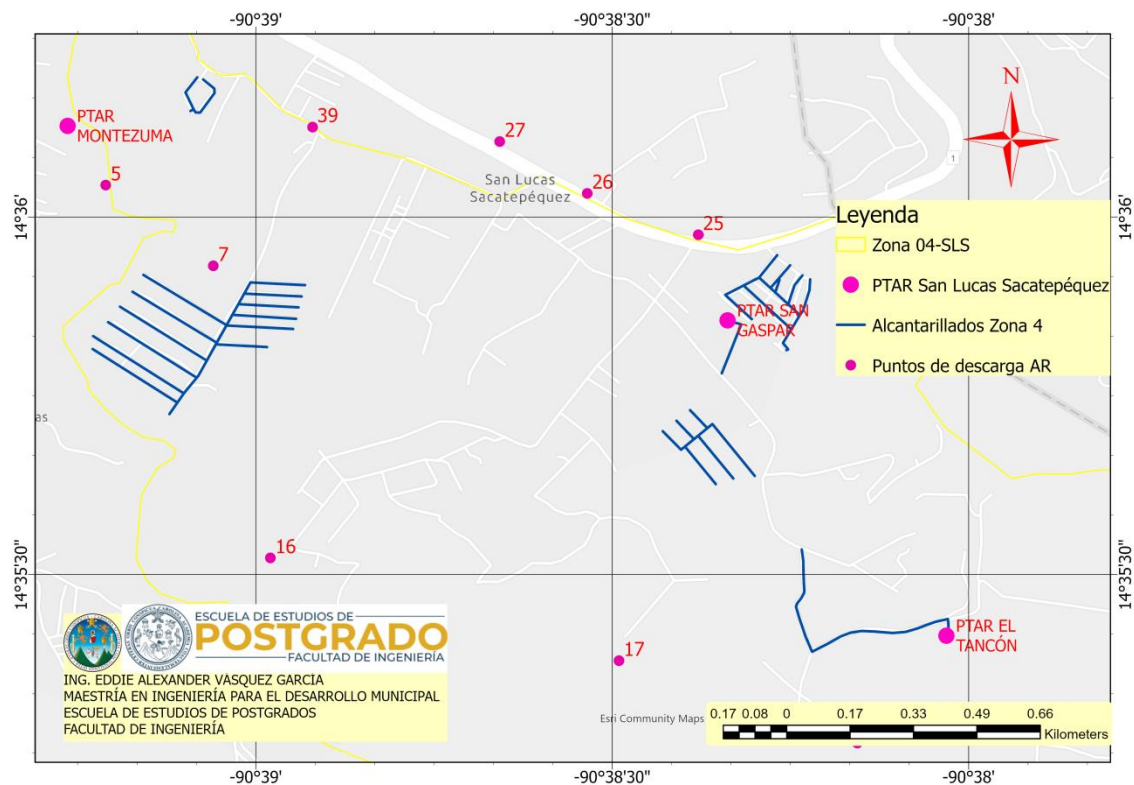 -90°39'
-90°38'30"
-90°38'
N
PTAR
MONTEZUMA
39
27
5
San Lucas
Sacatepéquez
26
1
25
14°36'
14°36'
Leyenda
Zona 04-SLS
PTAR San Lucas Sacatepéquez
Alcantarillados Zona 4
Puntos de descarga AR
7
PTAR SAN
GASPAR
as
16
14°35'30"
14°35'30"
17
PTAR EL
TANCÓN
ESCUELA DE ESTUDIOS DE
POSTGRADO
FACULTAD DE INGENIERÍA
ING. EDDIE ALEXANDER VÁSQUEZ GARCIA
MAESTRÍA EN INGENIERÍA PARA EL DESARROLLO MUNICIPAL
ESCUELA DE ESTUDIOS DE POSTGRADOS
FACULTAD DE INGENIERÍA
Esri Community Maps
0.17 0.08 0 0.17 0.33 0.49 0.66
Kilometers
-90°39'
-90°38'30"
-90°38'